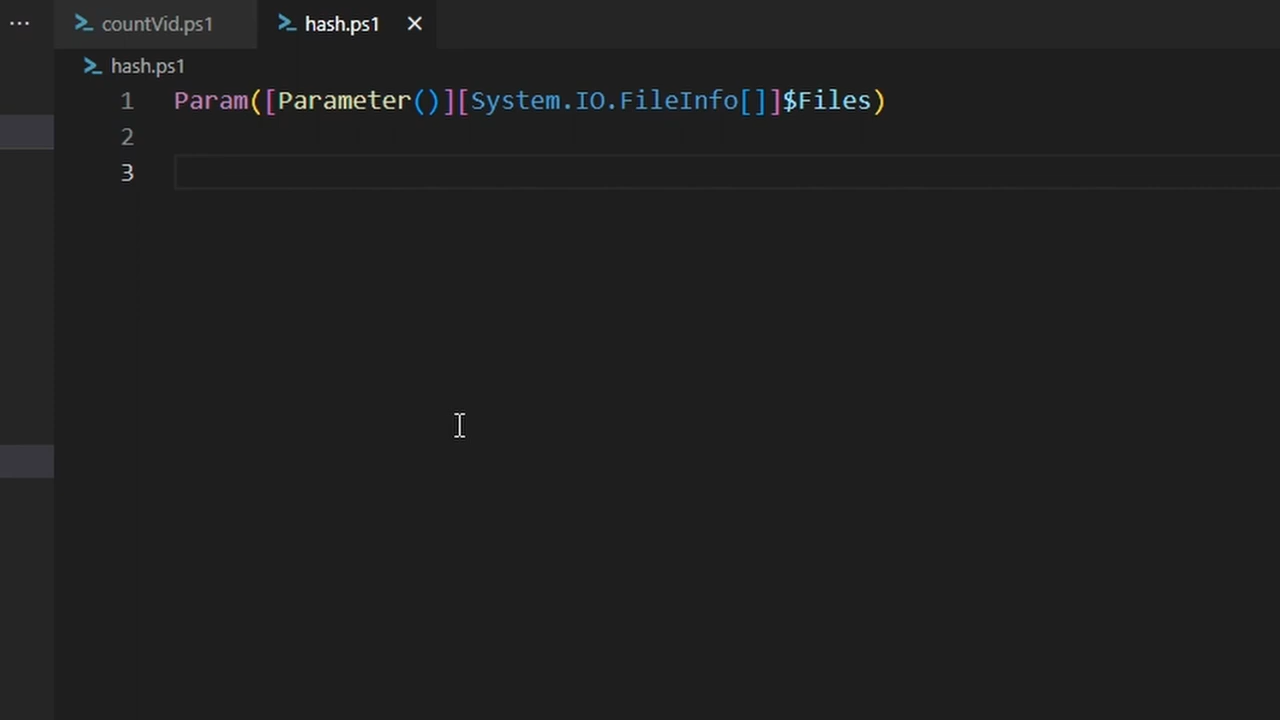 ··· countVid.ps1 hash.ps1
hash.ps1
1 Param([Parameter()][System.IO.FileInfo[]]$Files)
2
3